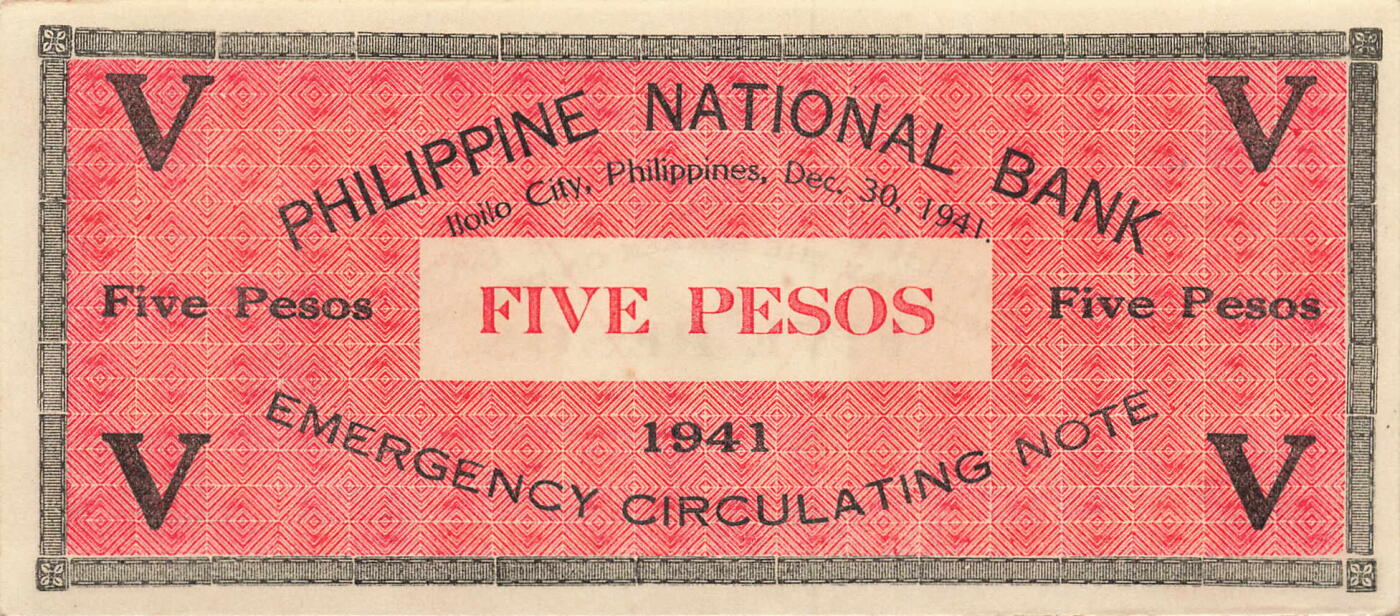 V V
PHILIPPINE NATIONAL BANK
Iloilo City, Philippines, Dec. 30, 1941.
Five Pesos FIVE PESOS Five Pesos
1941
EMERGENCY CIRCULATING NOTE
V V